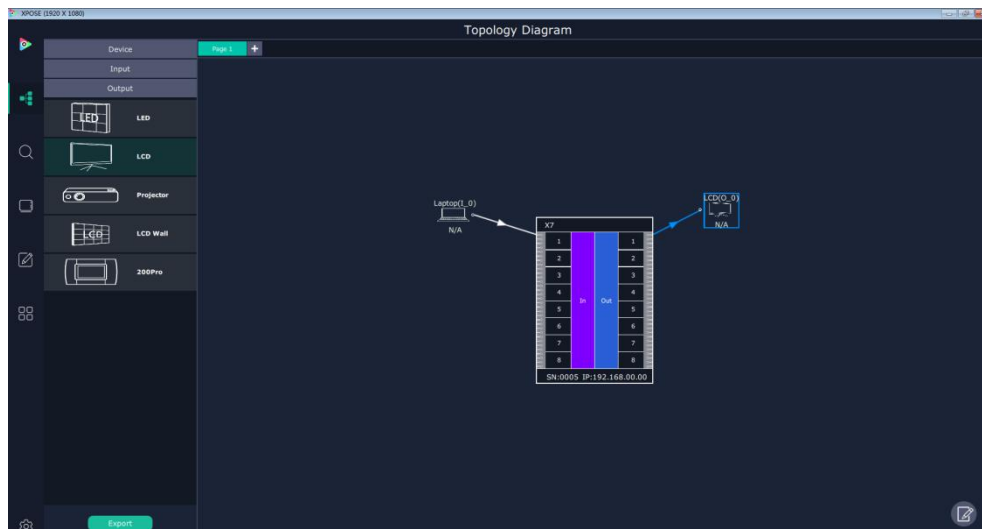 XPOSE (1920 X 1080)
Topology Diagram
Device
Input
Output
LED
LED
LCD
Projector
LCD
LCD Wall
200Pro
Export
Page 1 +
Laptop(I_0)
N/A
LCD(O_0)
N/A
X7
1 1
2 2
3 3
4 4
In Out
5 5
6 6
7 7
8 8
SN:0005 IP:192.168.00.00